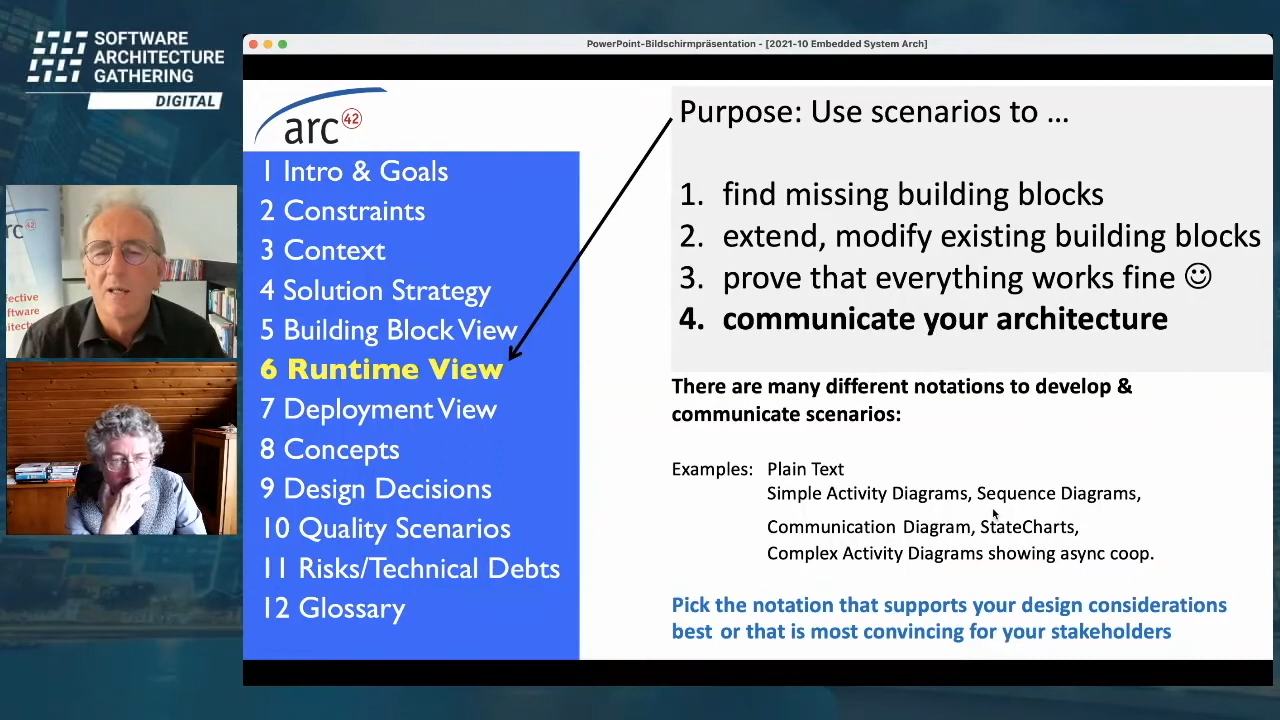 SOFTWARE
ARCHITECTURE
GATHERING
DIGITAL
PowerPoint-Bildschirmpräsentation - [2021-10 Embedded System Arch]
arc 42
1 Intro & Goals
2 Constraints
3 Context
4 Solution Strategy
5 Building Block View
6 Runtime View
7 Deployment View
8 Concepts
9 Design Decisions
10 Quality Scenarios
11 Risks/Technical Debts
12 Glossary
Purpose: Use scenarios to ...
1. find missing building blocks
2. extend, modify existing building blocks
3. prove that everything works fine ☺
4. communicate your architecture
There are many different notations to develop &
communicate scenarios:
Examples: Plain Text
Simple Activity Diagrams, Sequence Diagrams,
Communication Diagram, StateCharts,
Complex Activity Diagrams showing async coop.
Pick the notation that supports your design considerations
best or that is most convincing for your stakeholders
rc 42